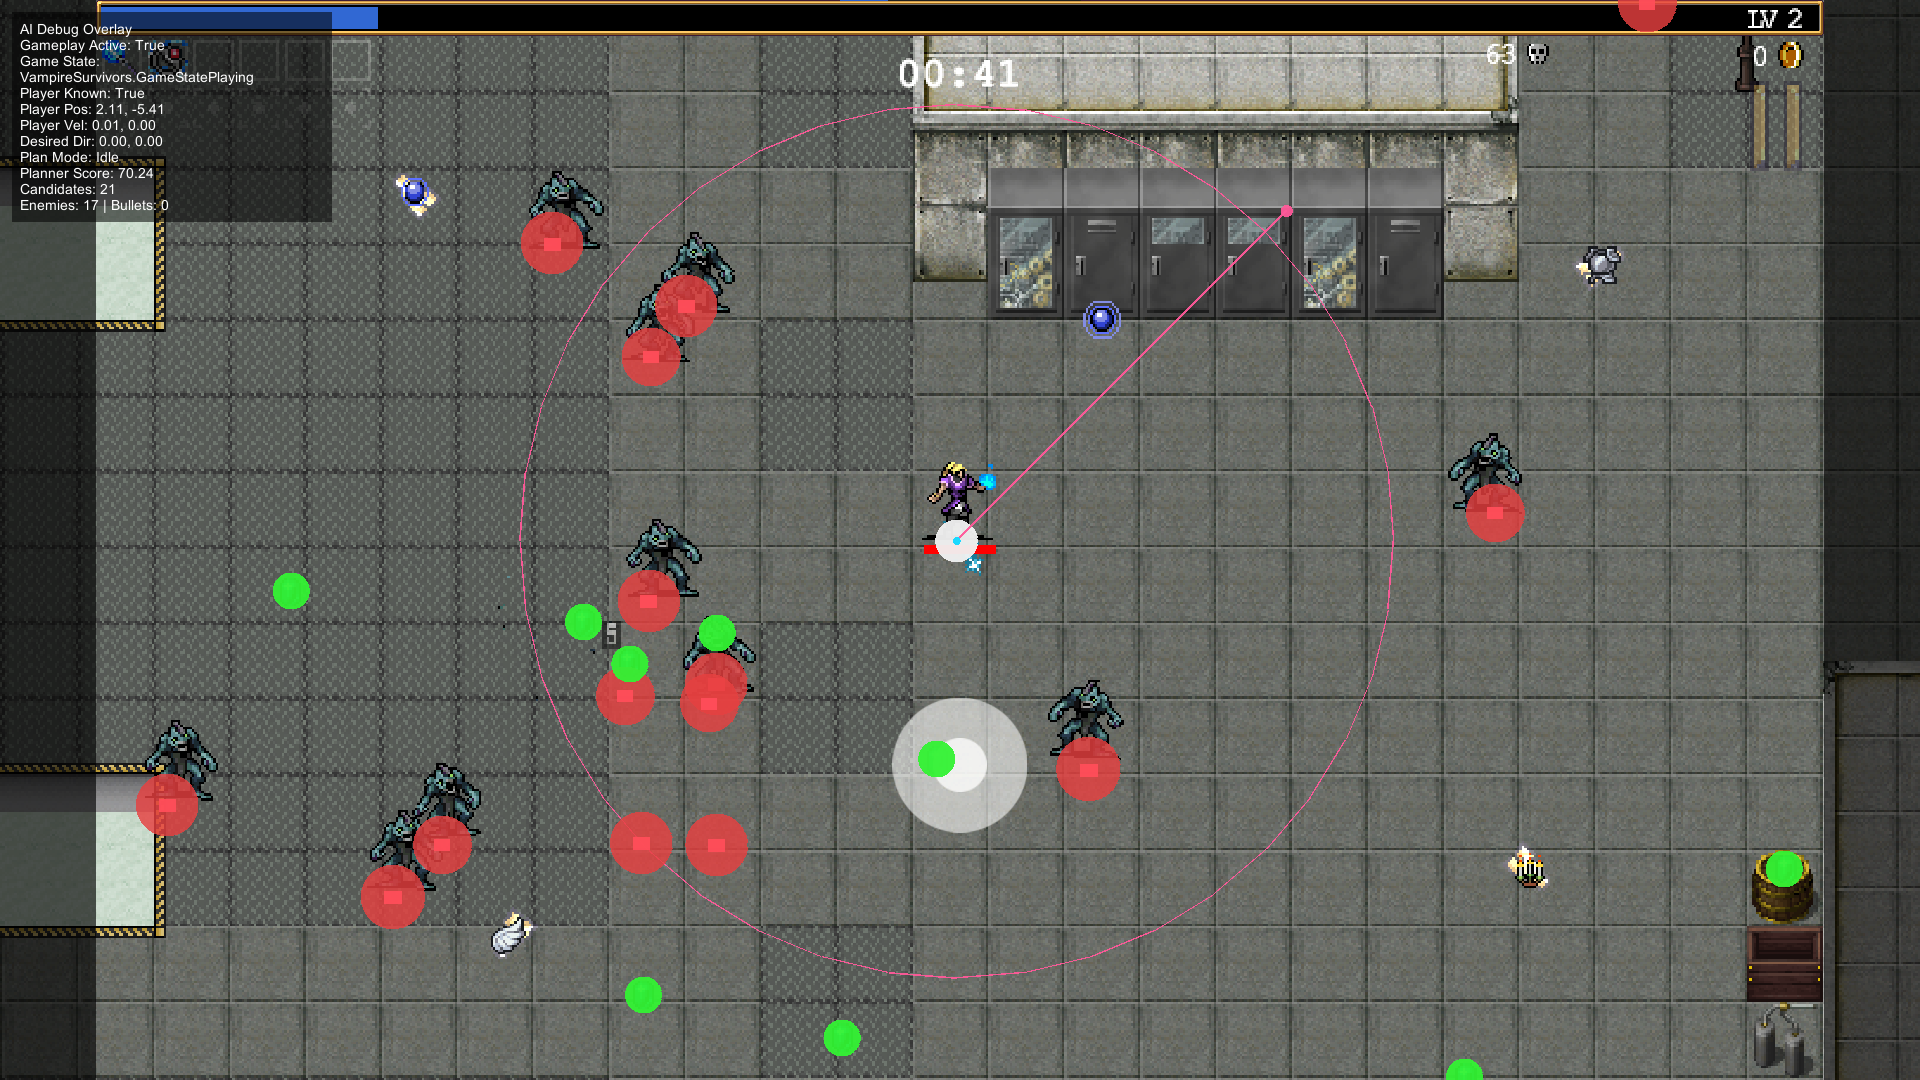 LV 2
AI Debug Overlay
Gameplay Active: True
Game State:
VampireSurvivors.GameStatePlaying
Player Known: True
Player Pos: 2.11, -5.41
Player Vel: 0.01, 0.00
Desired Dir: 0.00, 0.00
Plan Mode: Idle
Planner Score: 70.24
Candidates: 21
Enemies: 17 | Bullets: 0
00:41
63
0